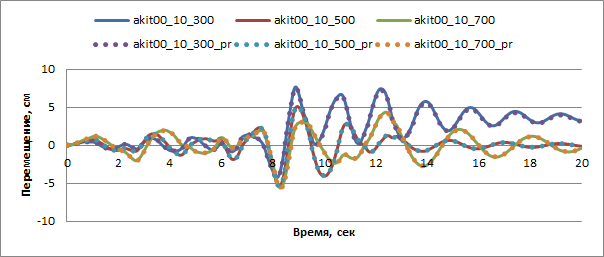 akit00_10_300 akit00_10_500 akit00_10_700
akit00_10_300_pr akit00_10_500_pr akit00_10_700_pr
10
5
0
-5
-10
0 2 4 6 8 10 12 14 16 18 20
Перемещение, см
Время, сек